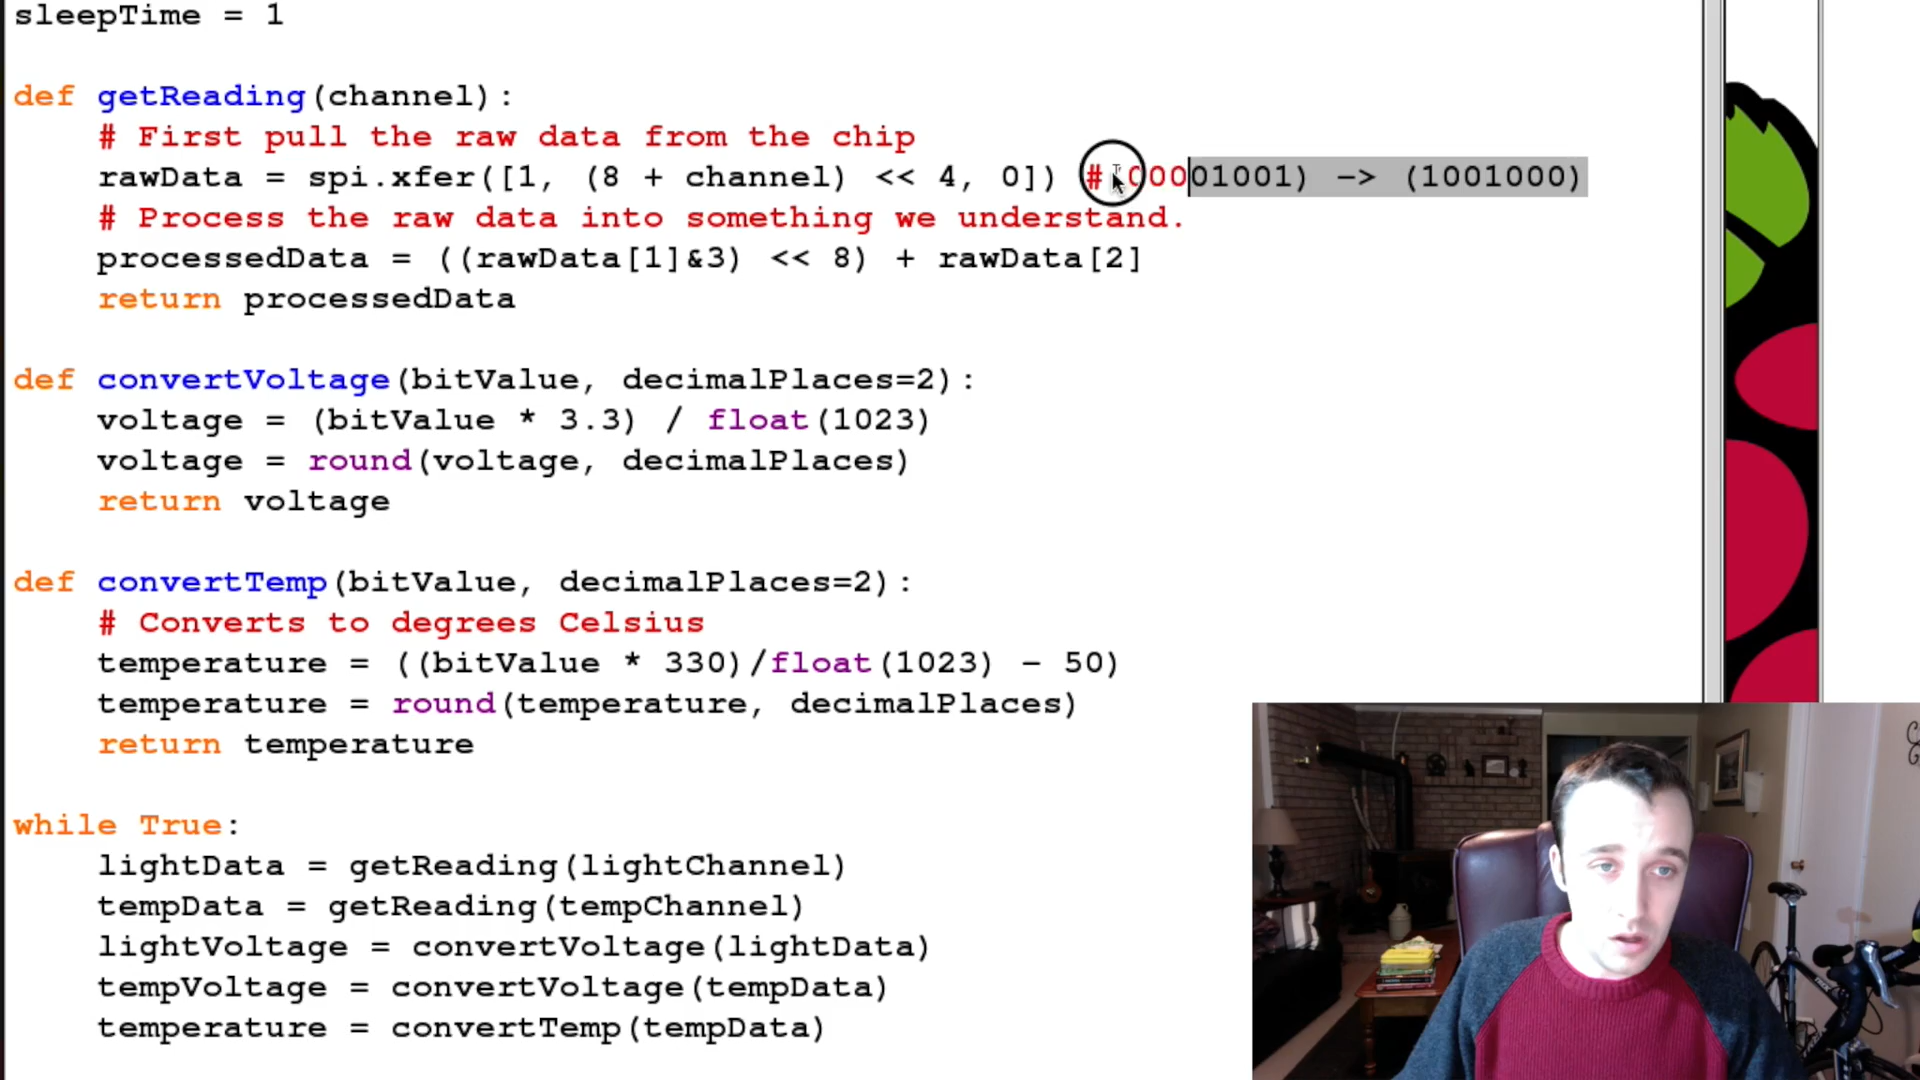 sleepTime = 1
def getReading(channel):
# First pull the raw data from the chip
rawData = spi.xfer([1, (8 + channel) << 4, 0]) # 00001001) -> (1001000)
# Process the raw data into something we understand.
processedData = ((rawData[1]&3) << 8) + rawData[2]
return processedData
def convertVoltage(bitValue, decimalPlaces=2):
voltage = (bitValue * 3.3) / float(1023)
voltage = round(voltage, decimalPlaces)
return voltage
def convertTemp(bitValue, decimalPlaces=2):
# Converts to degrees Celsius
temperature = ((bitValue * 330)/float(1023) - 50)
temperature = round(temperature, decimalPlaces)
return temperature
while True:
lightData = getReading(lightChannel)
tempData = getReading(tempChannel)
lightVoltage = convertVoltage(lightData)
tempVoltage = convertVoltage(tempData)
temperature = convertTemp(tempData)